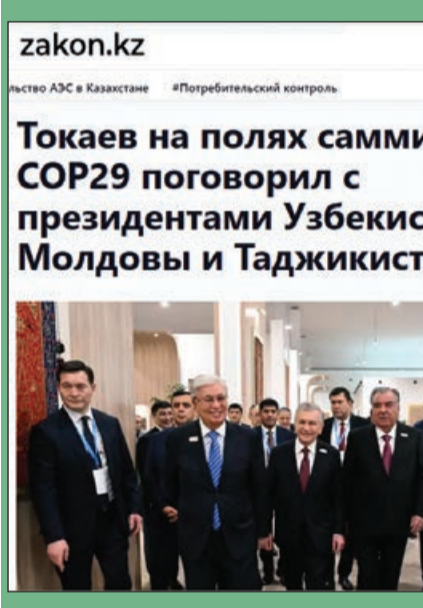 zakon.kz
льство АЭС в Казахстане #Потребительский контроль
Токаев на полях самми
COP29 поговорил с
президентами Узбекис
Молдовы и Таджикист